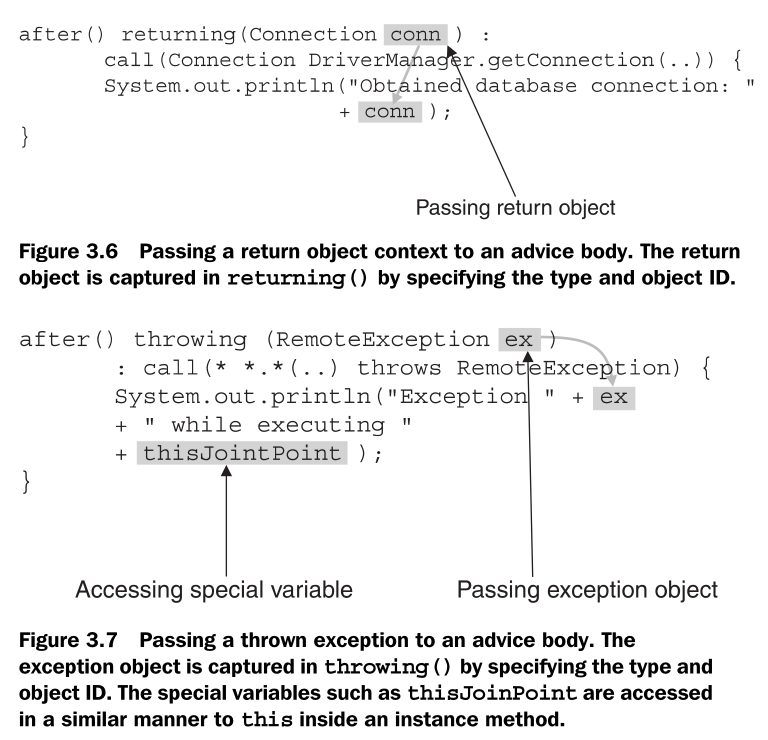 after() returning(Connection conn ) :
call(Connection DriverManager.getConnection(..)) {
System.out.println("Obtained database connection: "
+ conn );
}
Passing return object
Figure 3.6 Passing a return object context to an advice body. The return
object is captured in returning() by specifying the type and object ID.
after() throwing (RemoteException ex )
: call(* *.*(..) throws RemoteException) {
System.out.println("Exception " + ex
+ " while executing "
+ thisJointPoint );
}
Accessing special variable
Passing exception object
Figure 3.7 Passing a thrown exception to an advice body. The
exception object is captured in throwing() by specifying the type and
object ID. The special variables such as thisJoinPoint are accessed
in a similar manner to this inside an instance method.